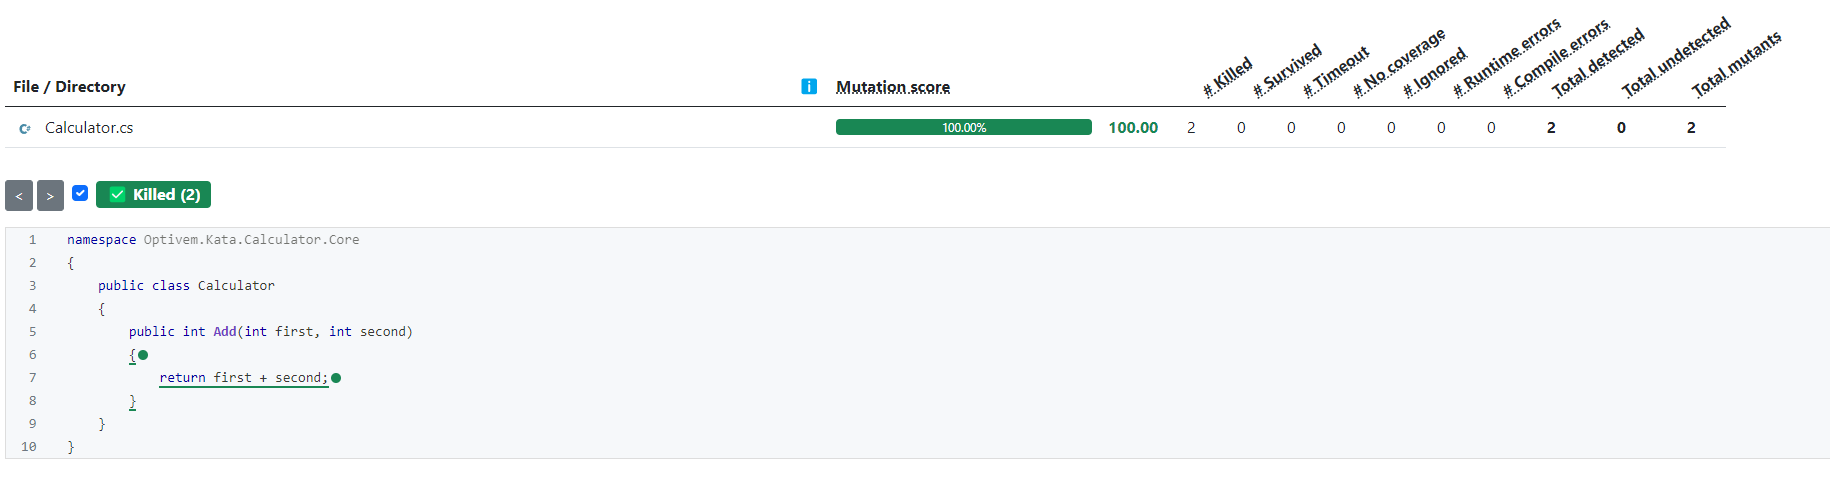 File / Directory
i
Mutation score
# Killed
# Survived
# Timeout
# No coverage
# Ignored
# Runtime errors
# Compile errors
Total detected
Total undetected
Total mutants
C# Calculator.cs 100.00% 100.00 2 0 0 0 0 0 0 2 0 2
< > Killed (2)
1 namespace Optivem.Kata.Calculator.Core
2 {
3 public class Calculator
4 {
5 public int Add(int first, int second)
6 {
7 return first + second;
8 }
9 }
10 }